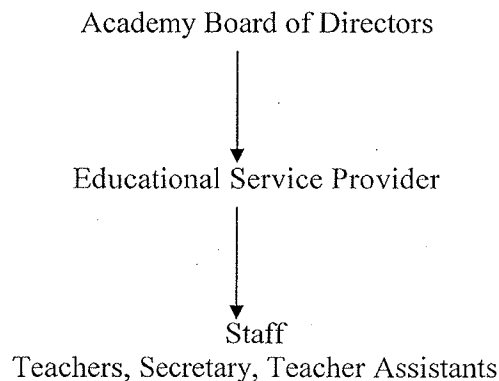 Academy Board of Directors
Educational Service Provider
Staff
Teachers, Secretary, Teacher Assistants